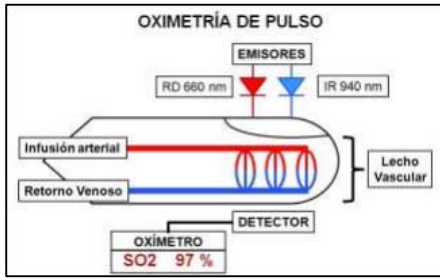 OXIMETRÍA DE PULSO
EMISORES
RD 660 nm
IR 940 nm
Infusión arterial
Retorno Venoso
Lecho
Vascular
DETECTOR
OXÍMETRO
SO2 97 %